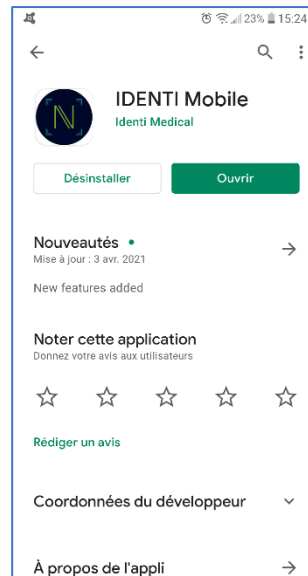 23% 15:24
N
IDENTI Mobile
Identi Medical
Désinstaller
Ouvrir
Nouveautés •
Mise à jour : 3 avr. 2021
New features added
Noter cette application
Donnez votre avis aux utilisateurs
Rédiger un avis
Coordonnées du développeur
À propos de l'appli